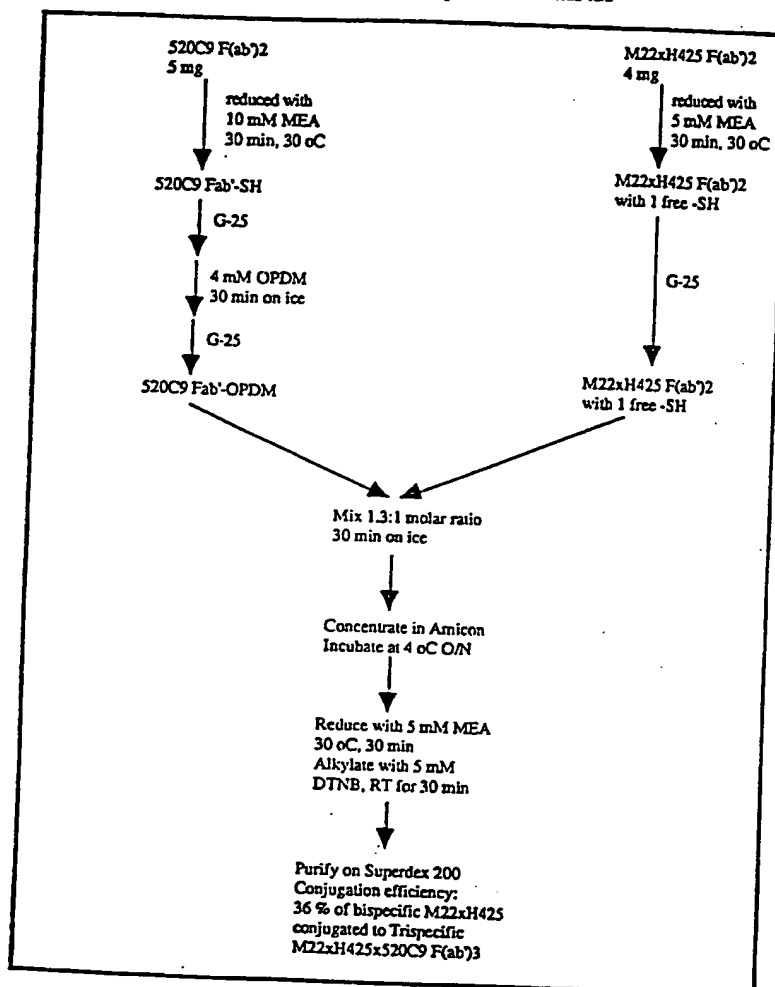 520C9 F(ab')2
5 mg
reduced with
10 mM MEA
30 min, 30 oC
520C9 Fab'-SH
G-25
4 mM OPDM
30 min on ice
G-25
520C9 Fab'-OPDM
M22xH425 F(ab')2
4 mg
reduced with
5 mM MEA
30 min, 30 oC
M22xH425 F(ab')2
with 1 free -SH
G-25
M22xH425 F(ab')2
with 1 free -SH
Mix 1.3:1 molar ratio
30 min on ice
Concentrate in Amicon
Incubate at 4 oC O/N
Reduce with 5 mM MEA
30 oC, 30 min
Alkylate with 5 mM
DTNB, RT for 30 min
Purify on Superdex 200
Conjugation efficiency:
36 % of bispecific M22xH425
conjugated to Trispecific
M22xH425x520C9 F(ab')3